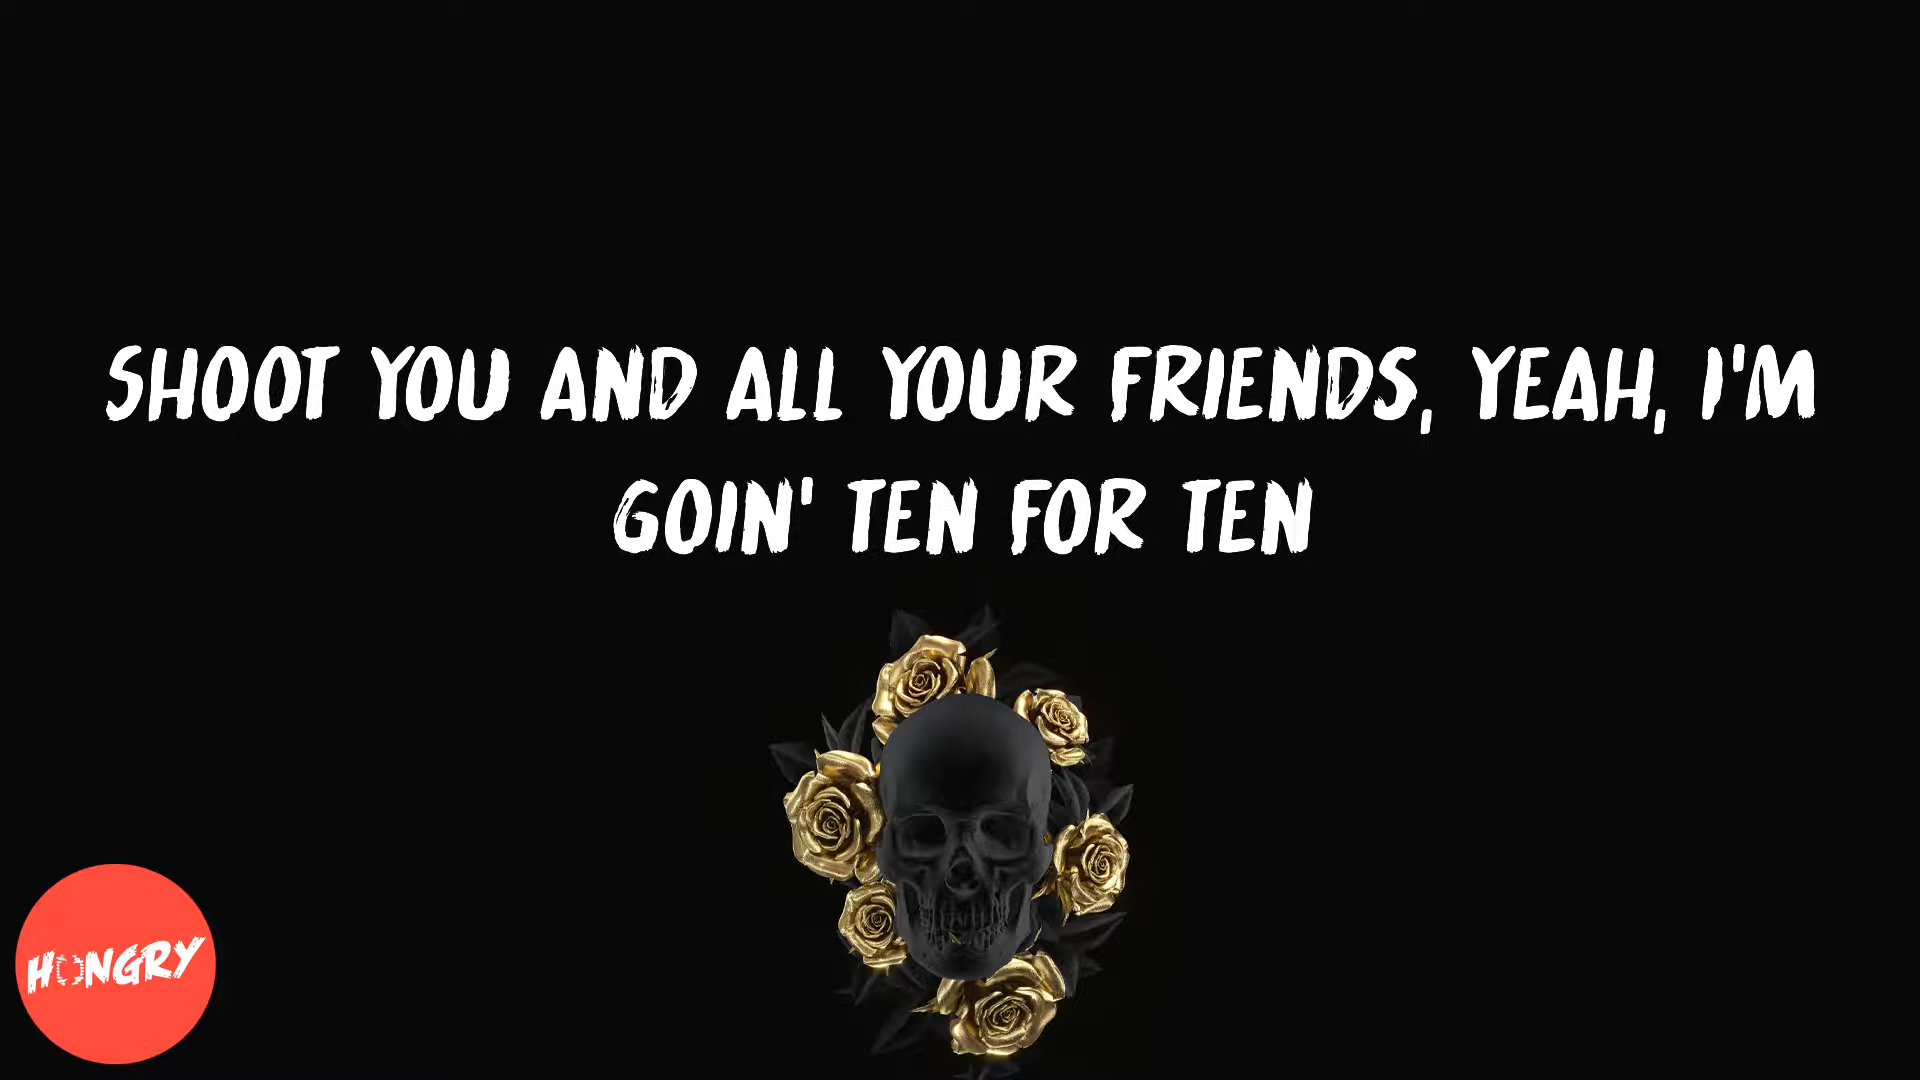 SHOOT YOU AND ALL YOUR FRIENDS, YEAH, I'M
GOIN' TEN FOR TEN
HUNGRY